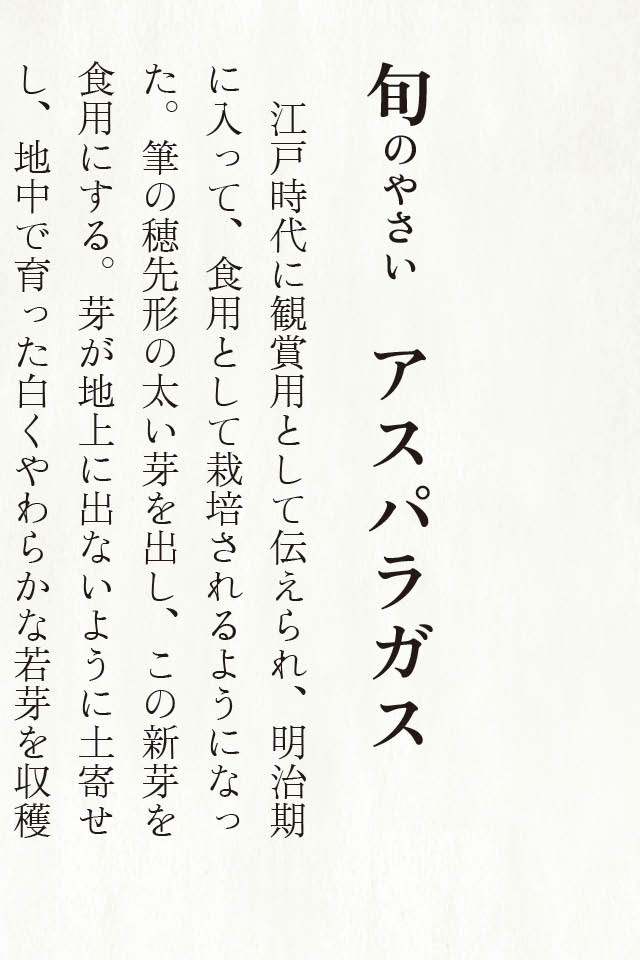 旬のやさい アスパラガス
江戸時代に観賞用として伝えられ、明治期
に入って、食用として栽培されるようになっ
た。筆の穂先形の太い芽を出し、この新芽を
食用にする。芽が地上に出ないように土寄せ
し、地中で育った白くやわらかな若芽を収穫